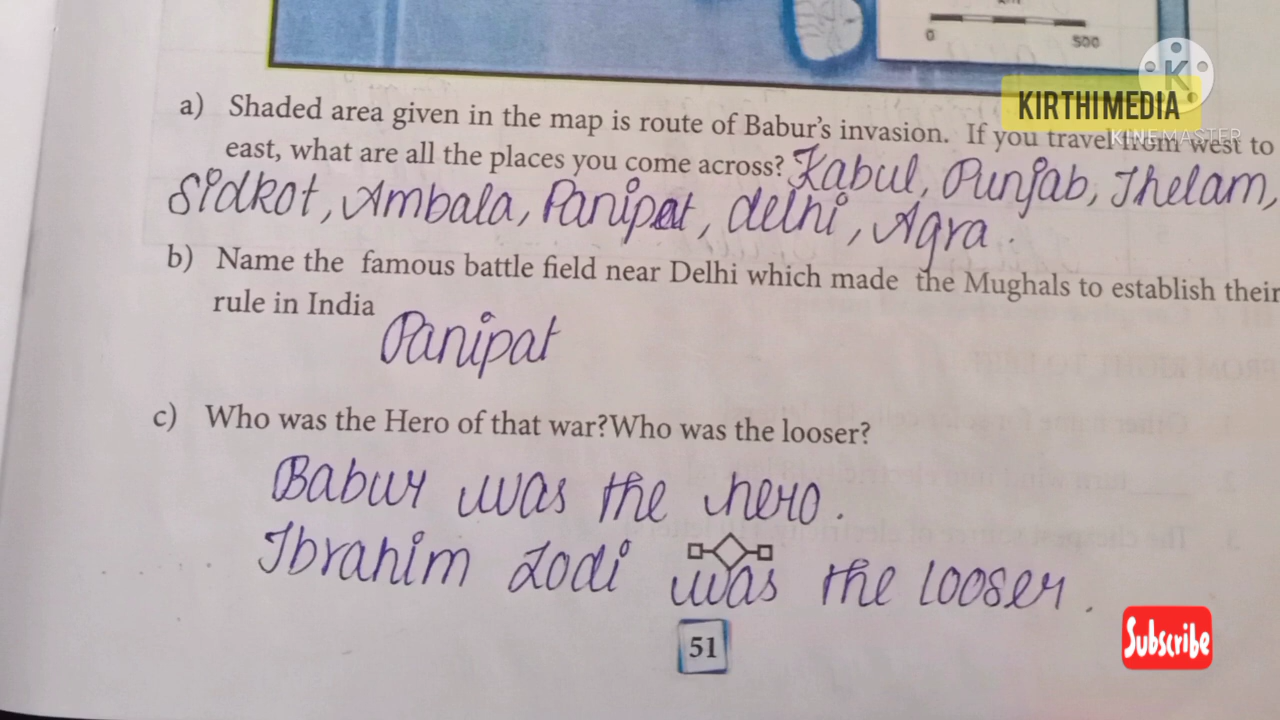 0 500
KIRTHIMEDIA
K
KINEMASTER
a) Shaded area given in the map is route of Babur's invasion. If you travel from west to
east, what are all the places you come across? Kabul, Punjab, Jhelam,
Sidkot, Ambala, Panipat, delhi, Agra.
b) Name the famous battle field near Delhi which made the Mughals to establish their
rule in India
Panipat
c) Who was the Hero of that war?Who was the looser?
Babur was the hero.
Ibrahim Lodi was the looser.
51
Subscribe